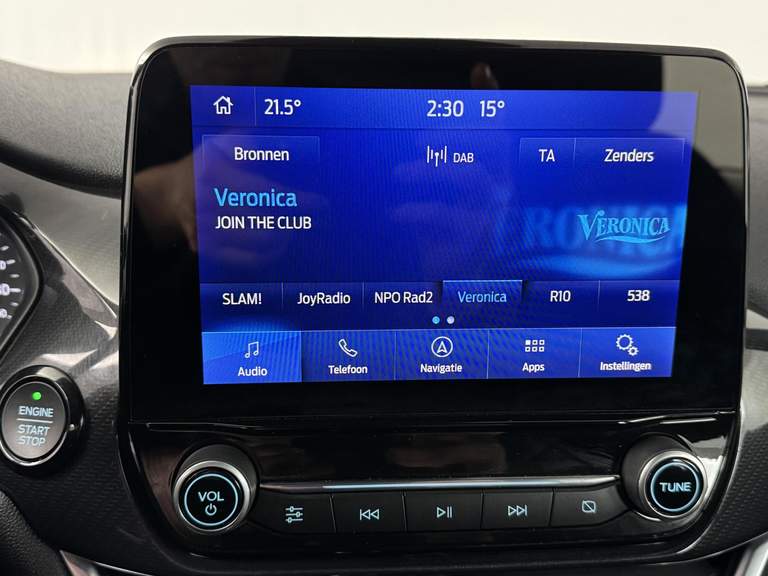 21.5° 2:30 15°
Bronnen DAB TA Zenders
Veronica
JOIN THE CLUB
VERONICA
SLAM! JoyRadio NPO Rad2 Veronica R10 538
Audio Telefoon Navigatie Apps Instellingen
ENGINE
START
STOP
VOL
TUNE